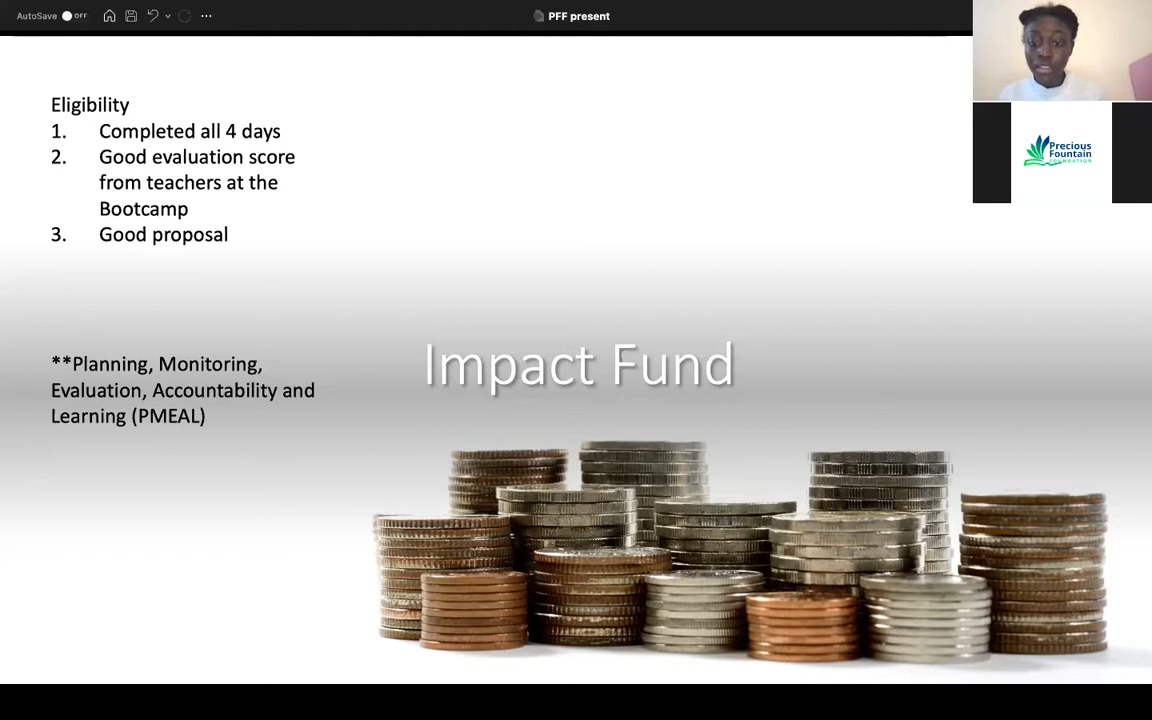 AutoSave OFF
PFF present
Eligibility
1. Completed all 4 days
2. Good evaluation score
from teachers at the
Bootcamp
3. Good proposal
**Planning, Monitoring,
Evaluation, Accountability and
Learning (PMEAL)
Impact Fund
Precious
Fountain
FOUNDATION